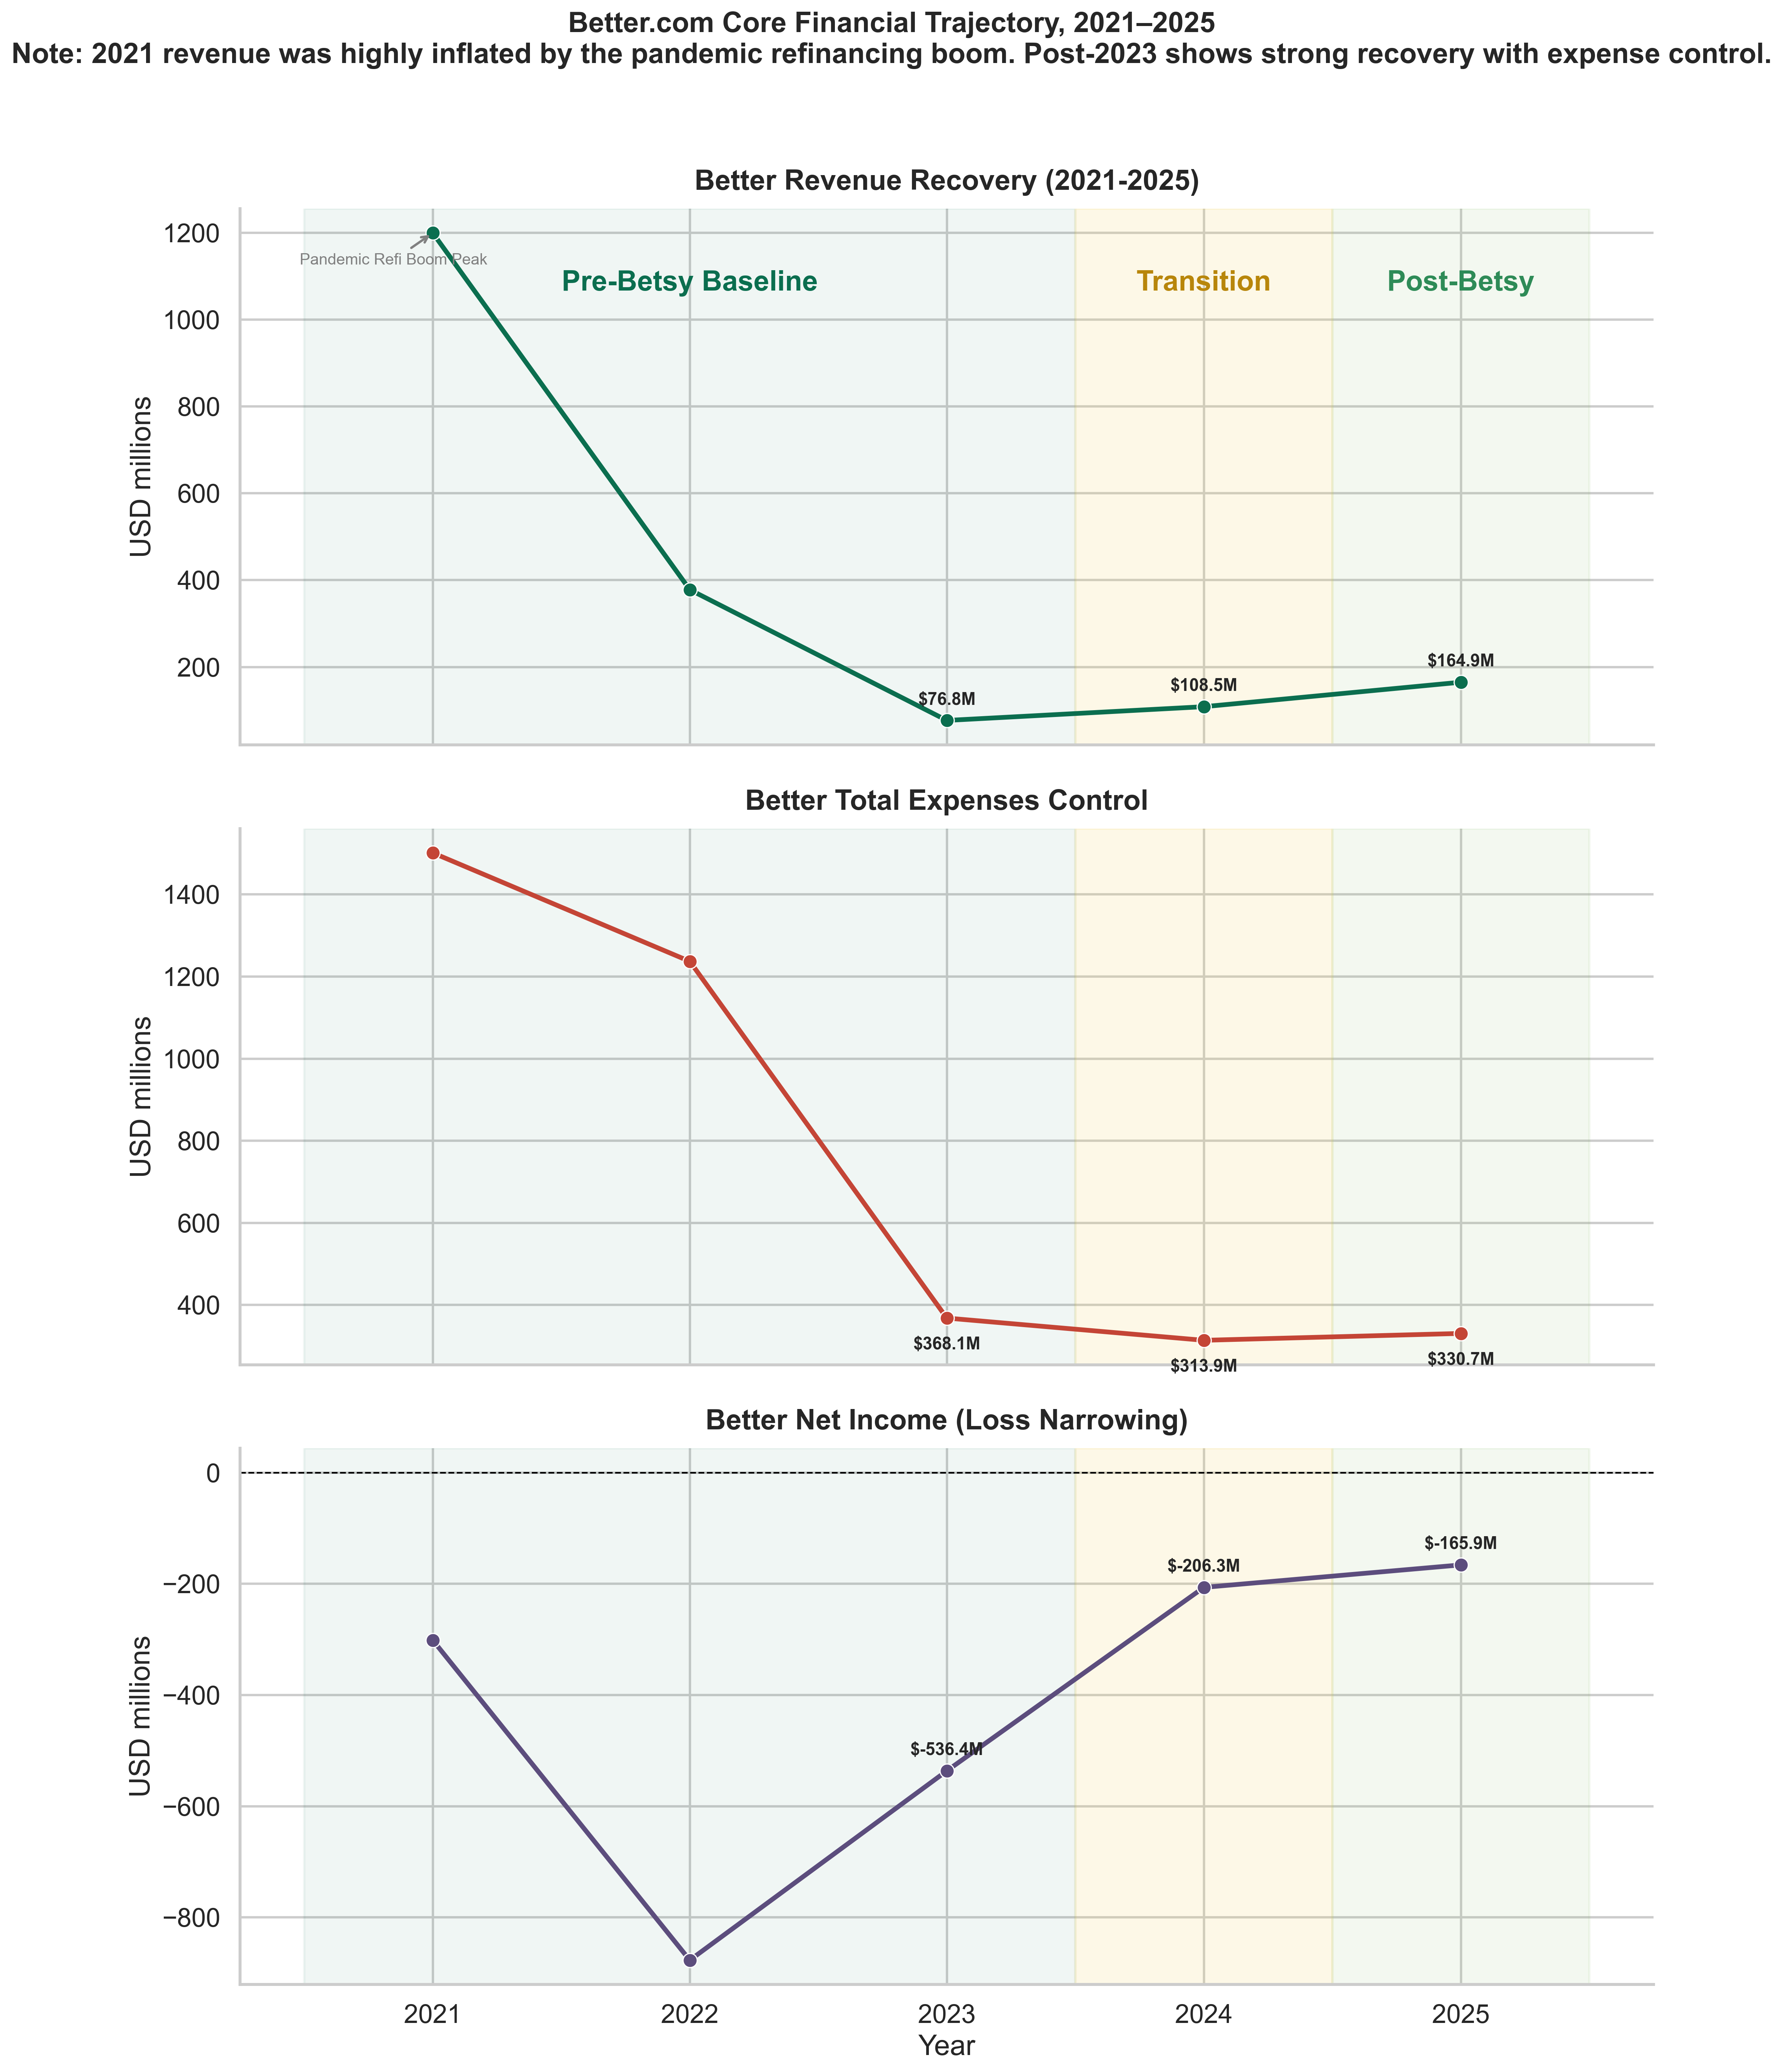 Better.com Core Financial Trajectory, 2021–2025
Note: 2021 revenue was highly inflated by the pandemic refinancing boom. Post-2023 shows strong recovery with expense control.
Better Revenue Recovery (2021-2025)
USD millions
1200
1000
800
600
400
200
Pandemic Refi Boom Peak
Pre-Betsy Baseline
Transition
Post-Betsy
$76.8M
$108.5M
$164.9M
Better Total Expenses Control
USD millions
1400
1200
1000
800
600
400
$368.1M
$313.9M
$330.7M
Better Net Income (Loss Narrowing)
USD millions
0
−200
−400
−600
−800
$-536.4M
$-206.3M
$-165.9M
2021
2022
2023
2024
2025
Year